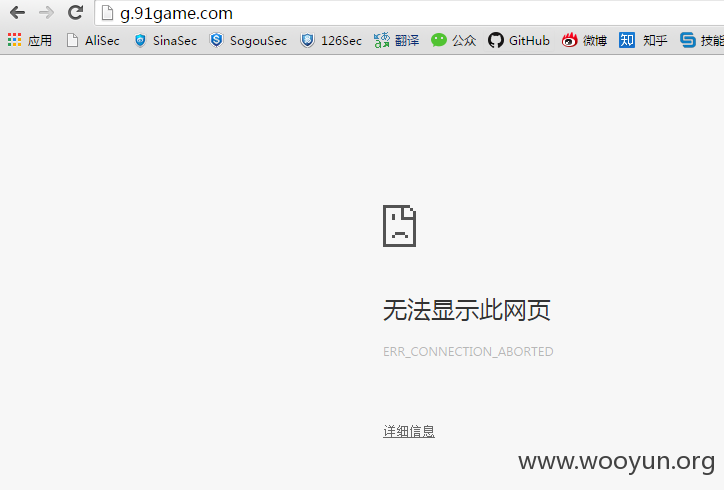 g.91game.com
应用 AliSec SinaSec SogouSec 126Sec 翻译 公众 GitHub 微博 知 知乎 技能
无法显示此网页
ERR_CONNECTION_ABORTED
详细信息
www.wooyun.org